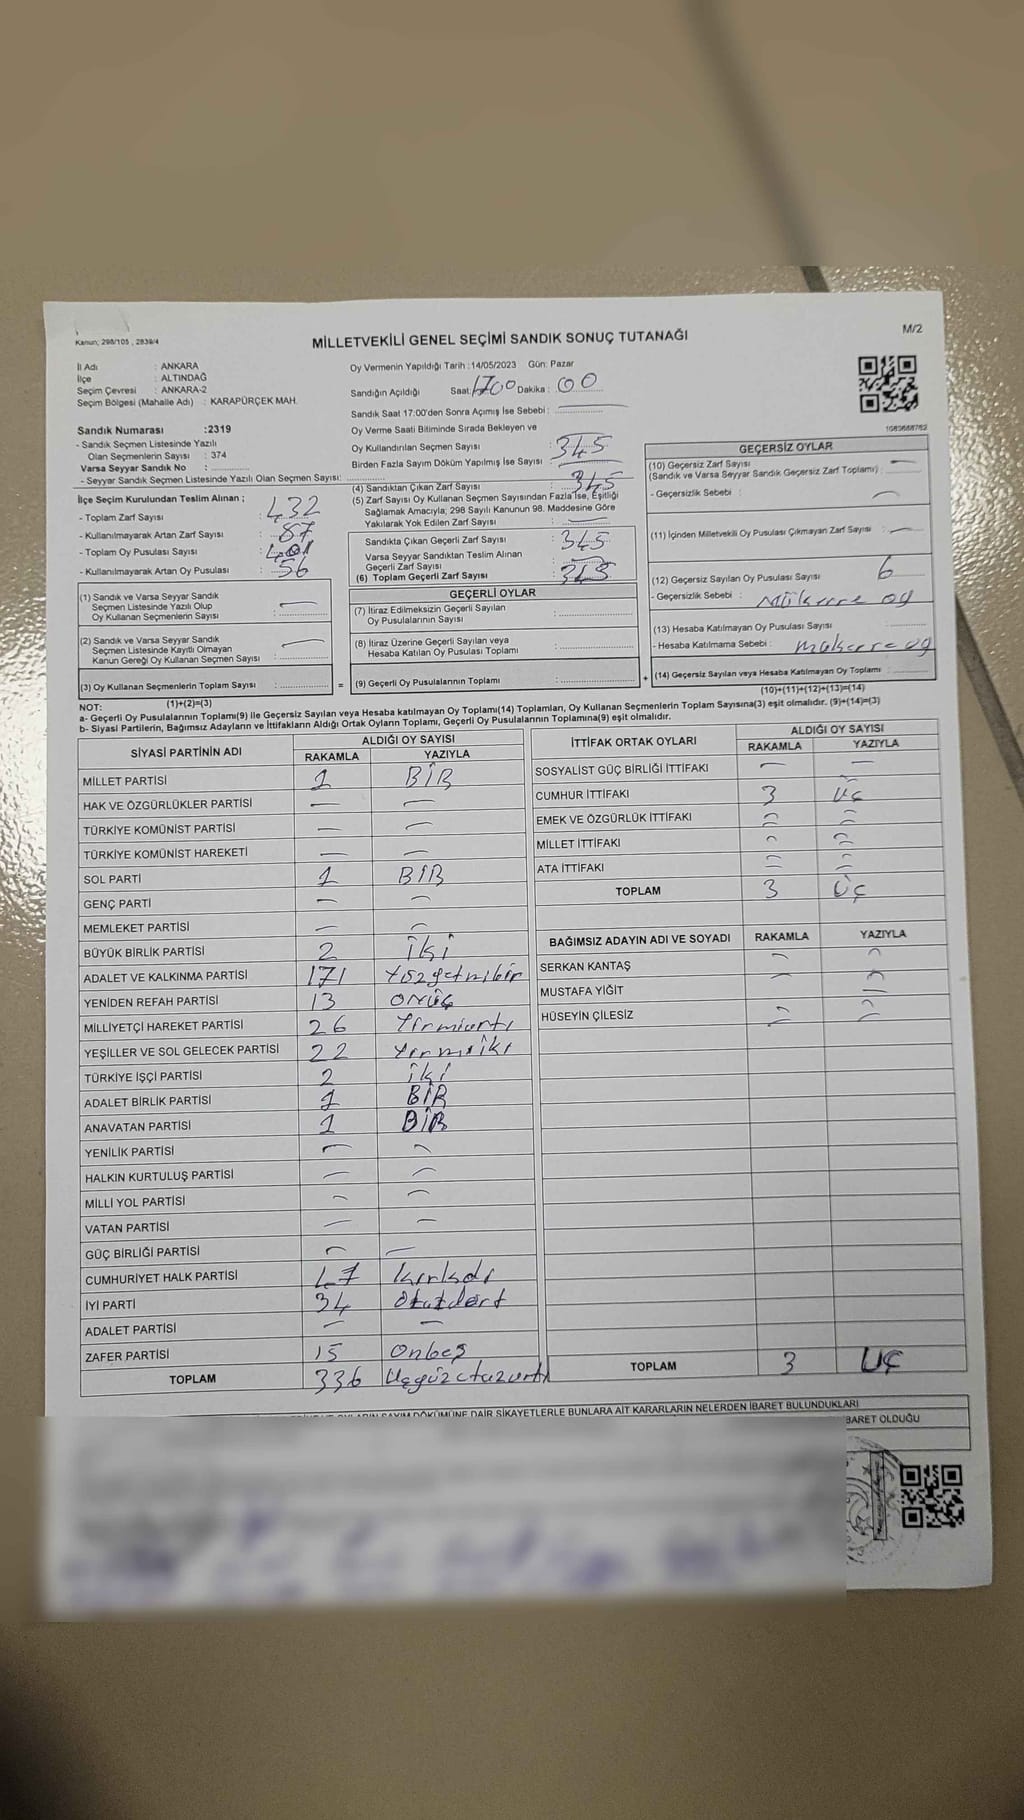 Kanun; 298/105 , 2839/4
MİLLETVEKİLİ GENEL SEÇİMİ SANDIK SONUÇ TUTANAĞI
M/2
İl Adı : ANKARA
İlçe : ALTINDAĞ
Seçim Çevresi : ANKARA-2
Seçim Bölgesi (Mahalle Adı) : KARAPÜRÇEK MAH.
Oy Vermenin Yapıldığı Tarih :14/05/2023 Gün: Pazar
Sandığın Açıldığı Saat: 1700 Dakika : 00
Sandık Saat 17:00'den Sonra Açımış İse Sebebi :
Sandık Numarası :2319
- Sandık Seçmen Listesinde Yazılı
Olan Seçmenlerin Sayısı : 374
Varsa Seyyar Sandık No :
- Seyyar Sandık Seçmen Listesinde Yazılı Olan Seçmen Sayısı:
Oy Verme Saati Bitiminde Sırada Bekleyen ve
Oy Kullandırılan Seçmen Sayısı : 345
Birden Fazla Sayım Döküm Yapılmış İse Sayısı :
İlçe Seçim Kurulundan Teslim Alınan ;
- Toplam Zarf Sayısı : 432
- Kullanılmayarak Artan Zarf Sayısı : 87
- Toplam Oy Pusulası Sayısı :
- Kullanılmayarak Artan Oy Pusulası : 56
(4) Sandıktan Çıkan Zarf Sayısı : 345
(5) Zarf Sayısı Oy Kullanan Seçmen Sayısından Fazla İse, Eşitliği
Sağlamak Amacıyla; 298 Sayılı Kanunun 98. Maddesine Göre
Yakılarak Yok Edilen Zarf Sayısı :
Sandıkta Çıkan Geçerli Zarf Sayısı : 345
Varsa Seyyar Sandıktan Teslim Alınan
Geçerli Zarf Sayısı :
(6) Toplam Geçerli Zarf Sayısı : 345
1080668762
GEÇERSİZ OYLAR
(10) Geçersiz Zarf Sayısı :
(Sandık ve Varsa Seyyar Sandık Geçersiz Zarf Toplamı)
- Geçersizlik Sebebi :
(11) İçinden Milletvekili Oy Pusulası Çıkmayan Zarf Sayısı :
(12) Geçersiz Sayılan Oy Pusulası Sayısı : 6
- Geçersizlik Sebebi : Mükerre oy
(13) Hesaba Katılmayan Oy Pusulası Sayısı :
- Hesaba Katılmama Sebebi : mükerre oy
(14) Geçersiz Sayılan veya Hesaba Katılmayan Oy Toplamı :
(10)+(11)+(12)+(13)=(14)
(1) Sandık ve Varsa Seyyar Sandık
Seçmen Listesinde Yazılı Olup
Oy Kullanan Seçmenlerin Sayısı :
(2) Sandık ve Varsa Seyyar Sandık
Seçmen Listesinde Kayıtlı Olmayan
Kanun Gereği Oy Kullanan Seçmen Sayısı :
(3) Oy Kullanan Seçmenlerin Toplam Sayısı :
(1)+(2)=(3)
=
GEÇERLİ OYLAR
(7) İtiraz Edilmeksizin Geçerli Sayılan
Oy Pusulalarının Sayısı :
(8) İtiraz Üzerine Geçerli Sayılan veya
Hesaba Katılan Oy Pusulası Toplamı :
(9) Geçerli Oy Pusulalarının Toplamı :
+
NOT:
a- Geçerli Oy Pusulalarının Toplamı(9) ile Geçersiz Sayılan veya Hesaba katılmayan Oy Toplamı(14) Toplamları, Oy Kullanan Seçmenlerin Toplam Sayısına(3) eşit olmalıdır. (9)+(14)=(3)
b- Siyasi Partilerin, Bağımsız Adayların ve İttifakların Aldığı Ortak Oyların Toplamı, Geçerli Oy Pusulalarının Toplamına(9) eşit olmalıdır.
SİYASİ PARTİNİN ADI ALDIĞI OY SAYISI
RAKAMLA YAZIYLA
MİLLET PARTİSİ 1 BİR
HAK VE ÖZGÜRLÜKLER PARTİSİ — —
TÜRKİYE KOMÜNİST PARTİSİ — —
TÜRKİYE KOMÜNİST HAREKETİ — —
SOL PARTİ 1 BİR
GENÇ PARTİ — —
MEMLEKET PARTİSİ — —
BÜYÜK BİRLİK PARTİSİ 2 iki
ADALET VE KALKINMA PARTİSİ 171 yüzyetmibir
YENİDEN REFAH PARTİSİ 13 onüç
MİLLİYETÇİ HAREKET PARTİSİ 26 Yirmialtı
YEŞİLLER VE SOL GELECEK PARTİSİ 22 yirmiiki
TÜRKİYE İŞÇİ PARTİSİ 2 iki
ADALET BİRLİK PARTİSİ 1 BİR
ANAVATAN PARTİSİ 1 BİR
YENİLİK PARTİSİ — —
HALKIN KURTULUŞ PARTİSİ — —
MİLLİ YOL PARTİSİ — —
VATAN PARTİSİ — —
GÜÇ BİRLİĞİ PARTİSİ — —
CUMHURİYET HALK PARTİSİ 47 kırkdı
İYİ PARTİ 34 Otutdört
ADALET PARTİSİ — —
ZAFER PARTİSİ 15 Onbeş
TOPLAM 336
İTTİFAK ORTAK OYLARI ALDIĞI OY SAYISI
RAKAMLA YAZIYLA
SOSYALİST GÜÇ BİRLİĞİ İTTİFAKI — —
CUMHUR İTTİFAKI 3 üç
EMEK VE ÖZGÜRLÜK İTTİFAKI — —
MİLLET İTTİFAKI — —
ATA İTTİFAKI — —
TOPLAM 3 Üç
BAĞIMSIZ ADAYIN ADI VE SOYADI RAKAMLA YAZIYLA
SERKAN KANTAŞ — —
MUSTAFA YİĞİT —
HÜSEYİN ÇİLESİZ — —
TOPLAM 3 Üç
SAYIM DÖKÜMÜNE DAİR ŞİKAYETLERLE BUNLARA AİT KARARLARIN NELERDEN İBARET BULUNDUKLARI
BARET OLDUĞU